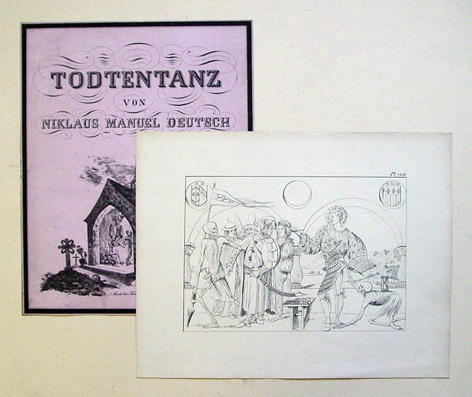 TODTENTANZ
VON
NIKLAUS MANUEL DEUTSCH